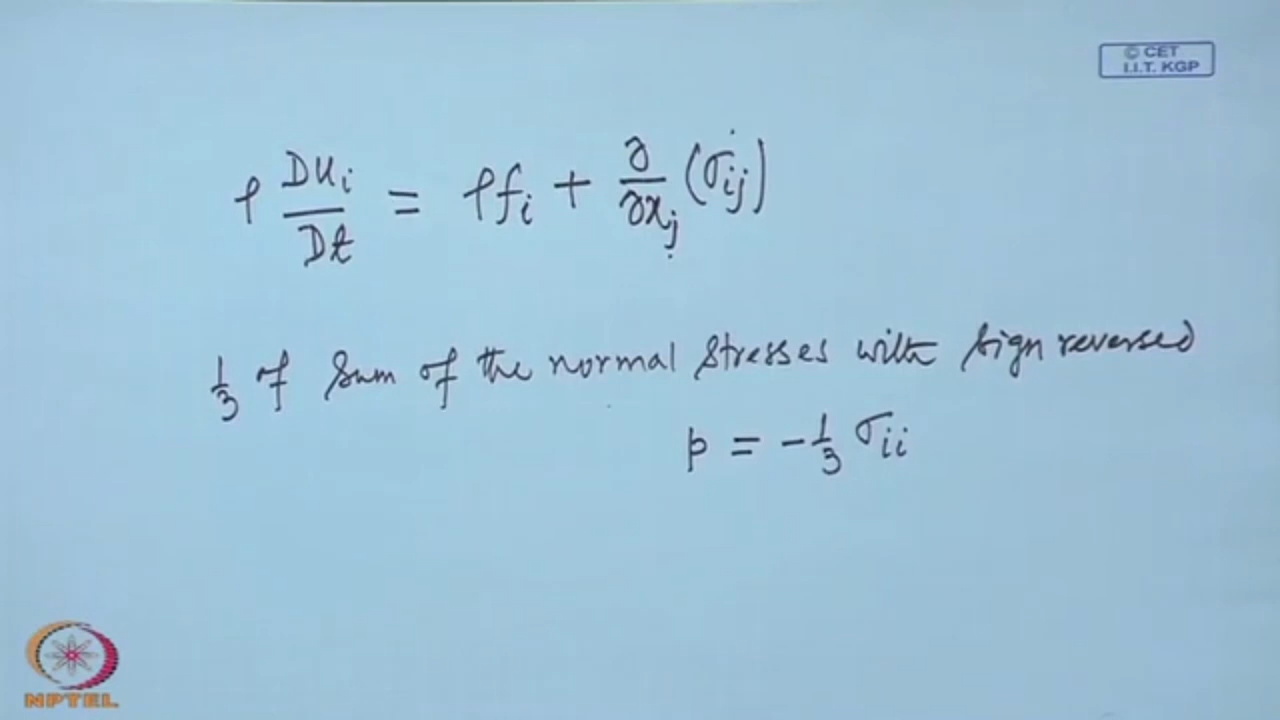 © CET
I.I.T. KGP
ρ Du_i/Dt = ρf_i + ∂/∂x_j (σ_ij)
1/3 of Sum of the normal stresses with sign reversed
p = -1/3 σ_ii
NPTEL